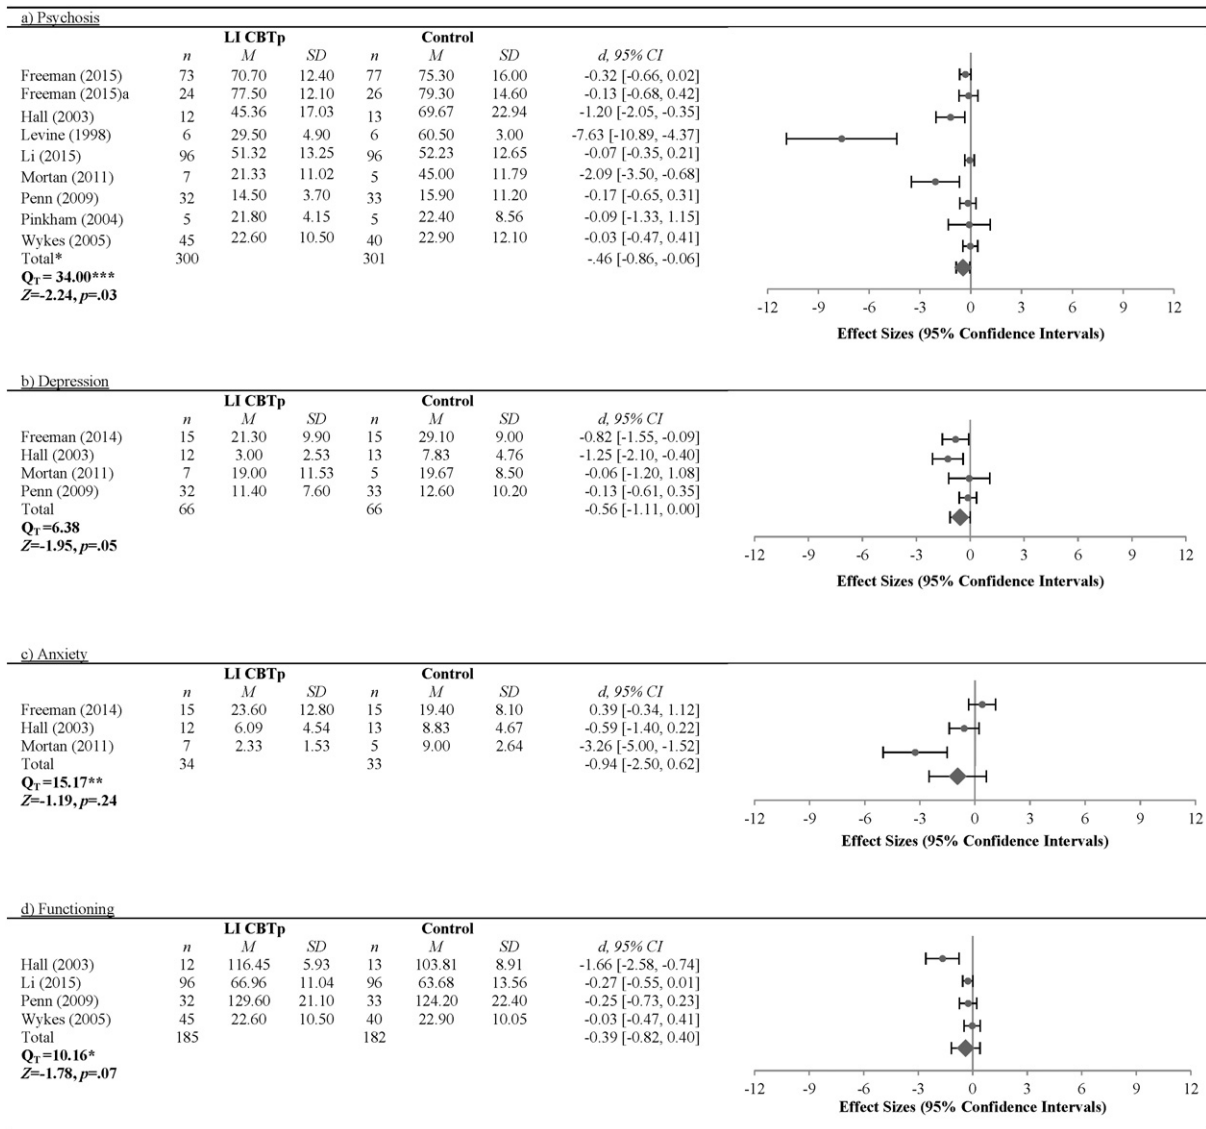 a) Psychosis
LI CBTp Control
n M SD n M SD d, 95% CI
Freeman (2015) 73 70.70 12.40 77 75.30 16.00 -0.32 [-0.66, 0.02]
Freeman (2015)a 24 77.50 12.10 26 79.30 14.60 -0.13 [-0.68, 0.42]
Hall (2003) 12 45.36 17.03 13 69.67 22.94 -1.20 [-2.05, -0.35]
Levine (1998) 6 29.50 4.90 6 60.50 3.00 -7.63 [-10.89, -4.37]
Li (2015) 96 51.32 13.25 96 52.23 12.65 -0.07 [-0.35, 0.21]
Mortan (2011) 7 21.33 11.02 5 45.00 11.79 -2.09 [-3.50, -0.68]
Penn (2009) 32 14.50 3.70 33 15.90 11.20 -0.17 [-0.65, 0.31]
Pinkham (2004) 5 21.80 4.15 5 22.40 8.56 -0.09 [-1.33, 1.15]
Wykes (2005) 45 22.60 10.50 40 22.90 12.10 -0.03 [-0.47, 0.41]
Total* 300 301 -.46 [-0.86, -0.06]
QT = 34.00***
Z=-2.24, p=.03
-12 -9 -6 -3 0 3 6 9 12
Effect Sizes (95% Confidence Intervals)
b) Depression
LI CBTp Control
n M SD n M SD d, 95% CI
Freeman (2014) 15 21.30 9.90 15 29.10 9.00 -0.82 [-1.55, -0.09]
Hall (2003) 12 3.00 2.53 13 7.83 4.76 -1.25 [-2.10, -0.40]
Mortan (2011) 7 19.00 11.53 5 19.67 8.50 -0.06 [-1.20, 1.08]
Penn (2009) 32 11.40 7.60 33 12.60 10.20 -0.13 [-0.61, 0.35]
Total 66 66 -0.56 [-1.11, 0.00]
QT =6.38
Z=-1.95, p=.05
-12 -9 -6 -3 0 3 6 9 12
Effect Sizes (95% Confidence Intervals)
c) Anxiety
LI CBTp Control
n M SD n M SD d, 95% CI
Freeman (2014) 15 23.60 12.80 15 19.40 8.10 0.39 [-0.34, 1.12]
Hall (2003) 12 6.09 4.54 13 8.83 4.67 -0.59 [-1.40, 0.22]
Mortan (2011) 7 2.33 1.53 5 9.00 2.64 -3.26 [-5.00, -1.52]
Total 34 33 -0.94 [-2.50, 0.62]
QT =15.17**
Z=-1.19, p=.24
-12 -9 -6 -3 0 3 6 9 12
Effect Sizes (95% Confidence Intervals)
d) Functioning
LI CBTp Control
n M SD n M SD d, 95% CI
Hall (2003) 12 116.45 5.93 13 103.81 8.91 -1.66 [-2.58, -0.74]
Li (2015) 96 66.96 11.04 96 63.68 13.56 -0.27 [-0.55, 0.01]
Penn (2009) 32 129.60 21.10 33 124.20 22.40 -0.25 [-0.73, 0.23]
Wykes (2005) 45 22.60 10.50 40 22.90 10.05 -0.03 [-0.47, 0.41]
Total 185 182 -0.39 [-0.82, 0.40]
QT =10.16*
Z=-1.78, p=.07
-12 -9 -6 -3 0 3 6 9 12
Effect Sizes (95% Confidence Intervals)